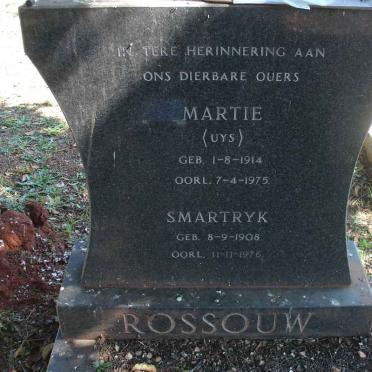 IN TERE HERINNERING AAN
ONS DIERBARE OUERS
MARTIE
(UYS)
GEB. 1-8-1914
OORL. 7-4-1975.
SMARTRYK
GEB. 8-9-1908.
OORL. 11-11-1976.
ROSSOUW